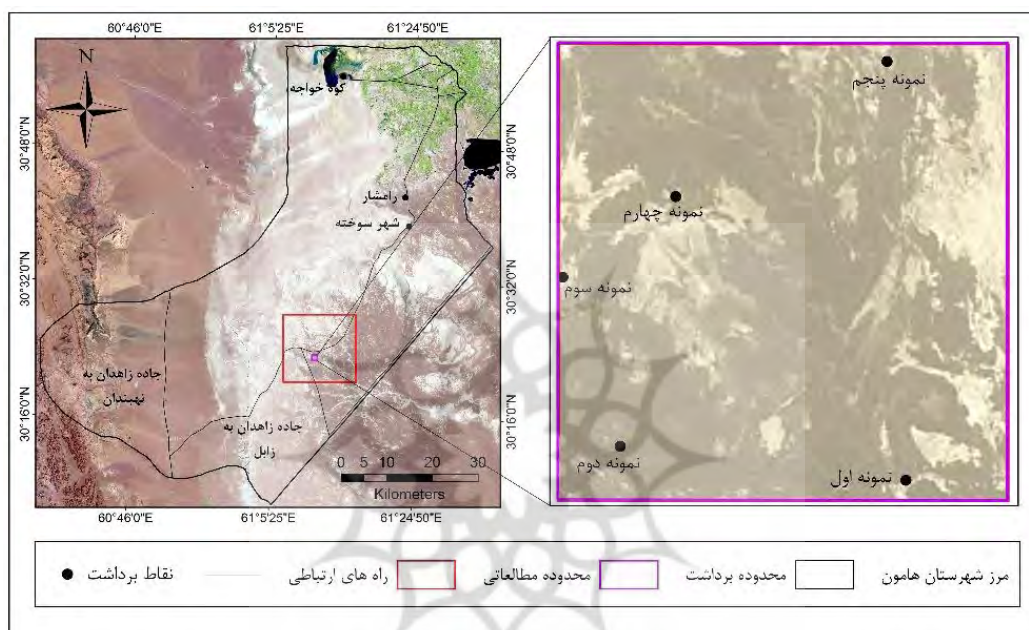 60°46'0"E 61°5'25"E 61°24'50"E
N
کوه خواجه
30°48'0"N
30°48'0"N
رامشار
شهر سوخته
30°32'0"N
30°32'0"N
جاده زاهدان به
نهبندان
30°16'0"N
30°16'0"N
جاده زاهدان به
زابل
0 5 10 20 30
Kilometers
60°46'0"E 61°5'25"E 61°24'50"E
نمونه پنجم
نمونه چهارم
نمونه سوم
نمونه دوم
نمونه اول
مرز شهرستان هامون
محدوده برداشت
محدوده مطالعاتی
راه های ارتباطی
نقاط برداشت